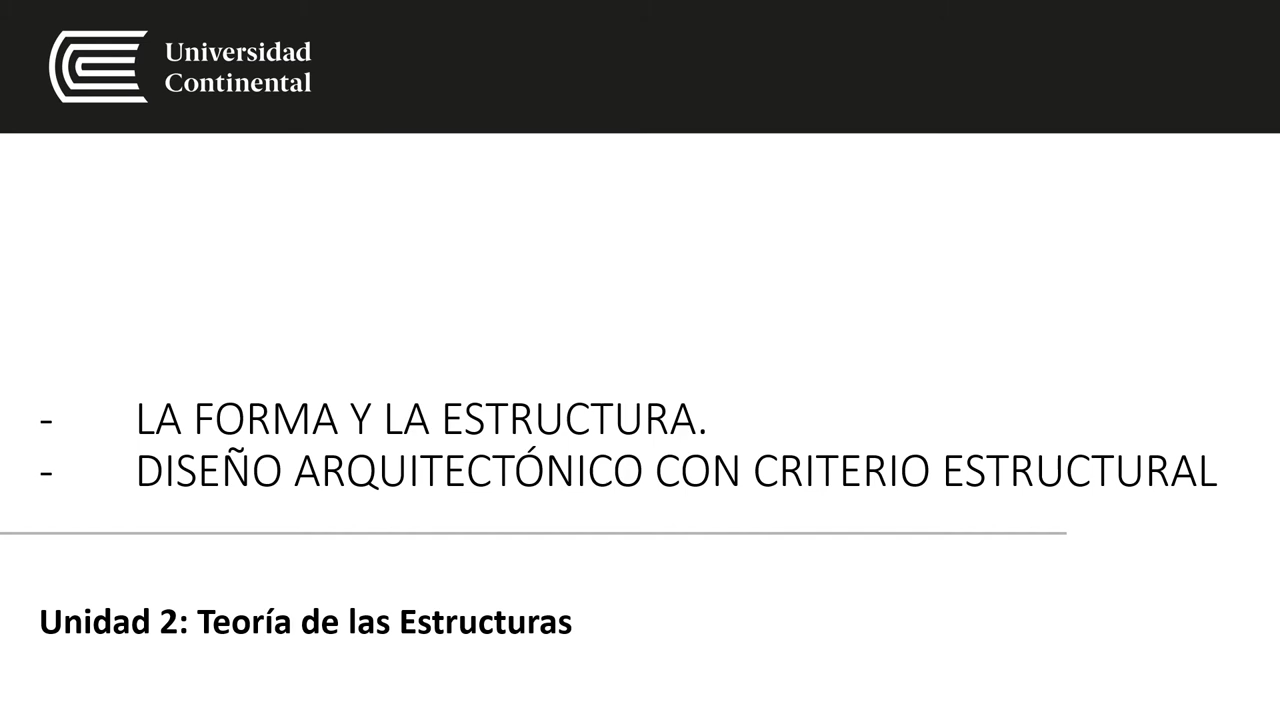 Universidad
Continental
- LA FORMA Y LA ESTRUCTURA.
- DISEÑO ARQUITECTÓNICO CON CRITERIO ESTRUCTURAL
Unidad 2: Teoría de las Estructuras